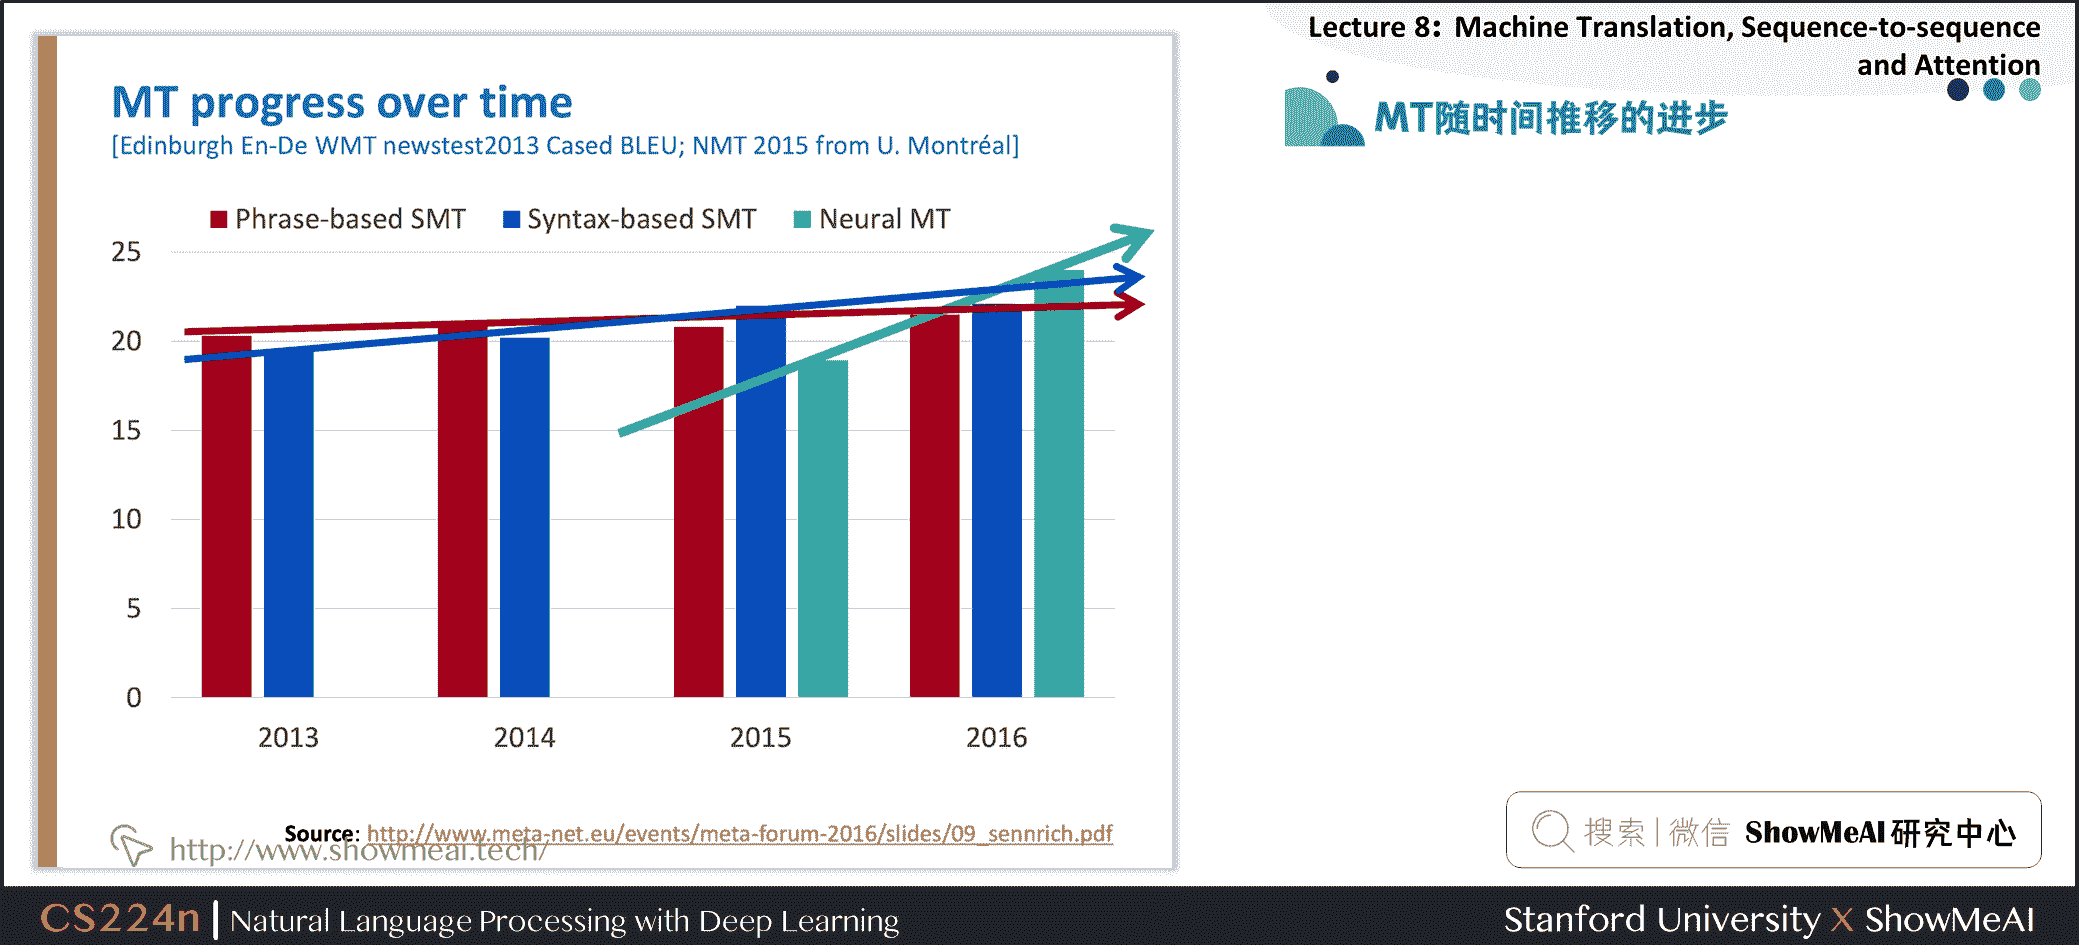 Lecture 8: Machine Translation, Sequence-to-sequence
and Attention
MT progress over time
[Edinburgh En-De WMT newstest2013 Cased BLEU; NMT 2015 from U. Montréal]
MT随时间推移的进步
Phrase-based SMT Syntax-based SMT Neural MT
25
20
15
10
5
0
2013 2014 2015 2016
Source: http://www.meta-net.eu/events/meta-forum-2016/slides/09_sennrich.pdf
http://www.showmeai.tech/
搜索|微信 ShowMeAI 研究中心
CS224n | Natural Language Processing with Deep Learning
Stanford University X ShowMeAI